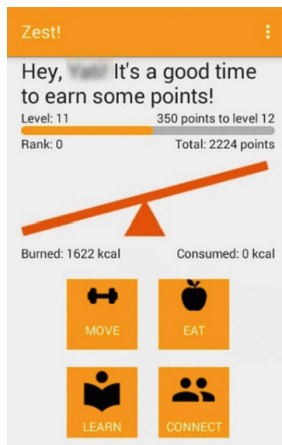 Zest!
Hey, It's a good time
to earn some points!
Level: 11 350 points to level 12
Rank: 0 Total: 2224 points
Burned: 1622 kcal Consumed: 0 kcal
MOVE EAT
LEARN CONNECT